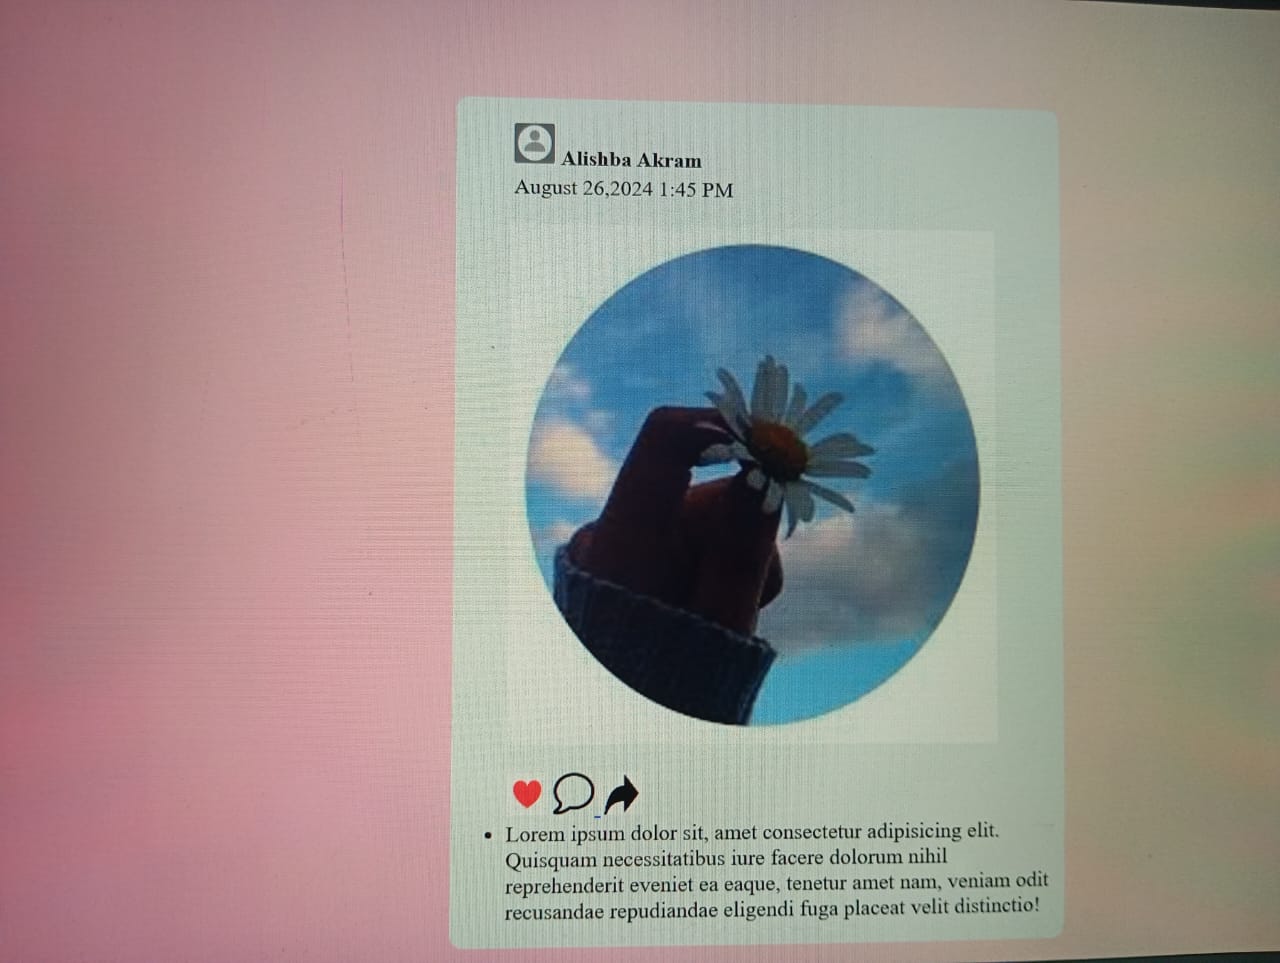 Alishba Akram
August 26,2024 1:45 PM
• Lorem ipsum dolor sit, amet consectetur adipisicing elit.
Quisquam necessitatibus iure facere dolorum nihil
reprehenderit eveniet ea eaque, tenetur amet nam, veniam odit
recusandae repudiandae eligendi fuga placeat velit distinctio!